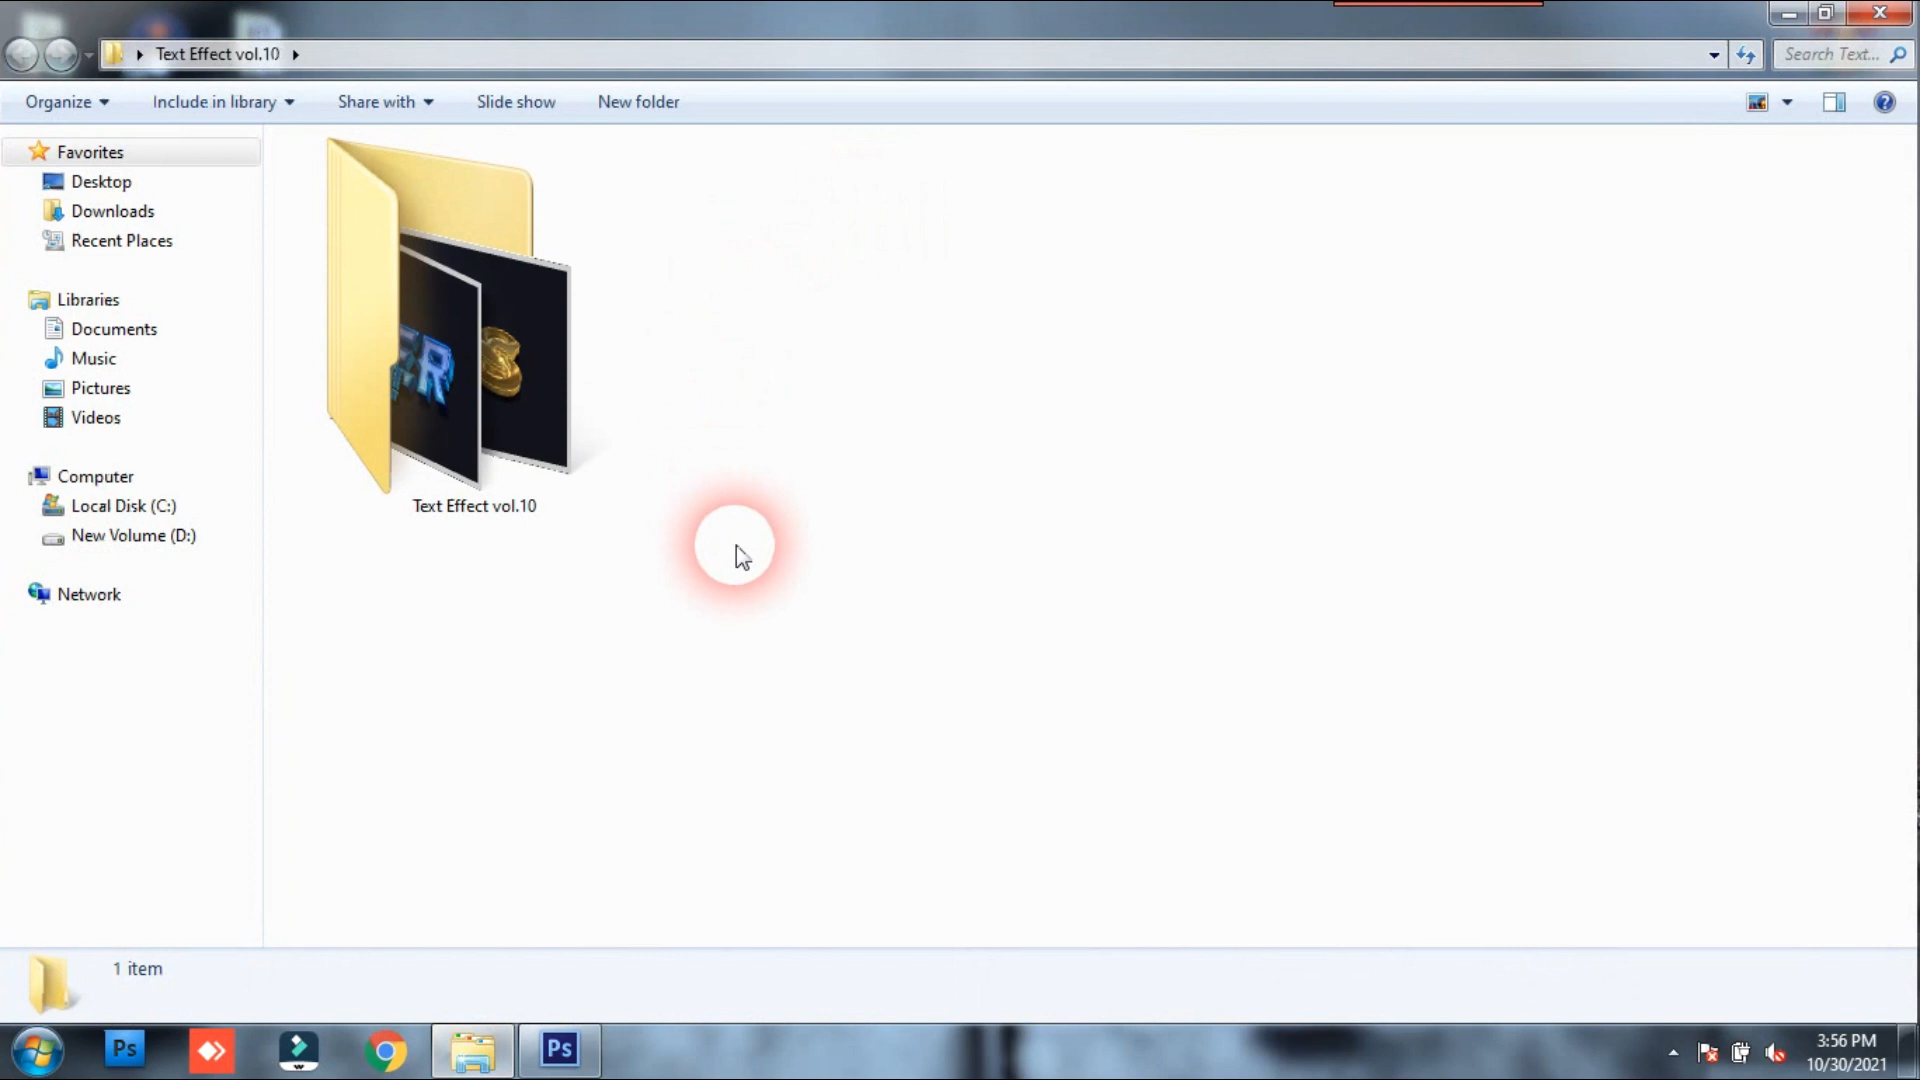 Text Effect vol.10
Search Text...
Organize
Include in library
Share with
Slide show
New folder
Favorites
Desktop
Downloads
Recent Places
Libraries
Documents
Music
Pictures
Videos
Computer
Local Disk (C:)
New Volume (D:)
Network
ER
S
Text Effect vol.10
1 item
Ps
Ps
3:56 PM
10/30/2021